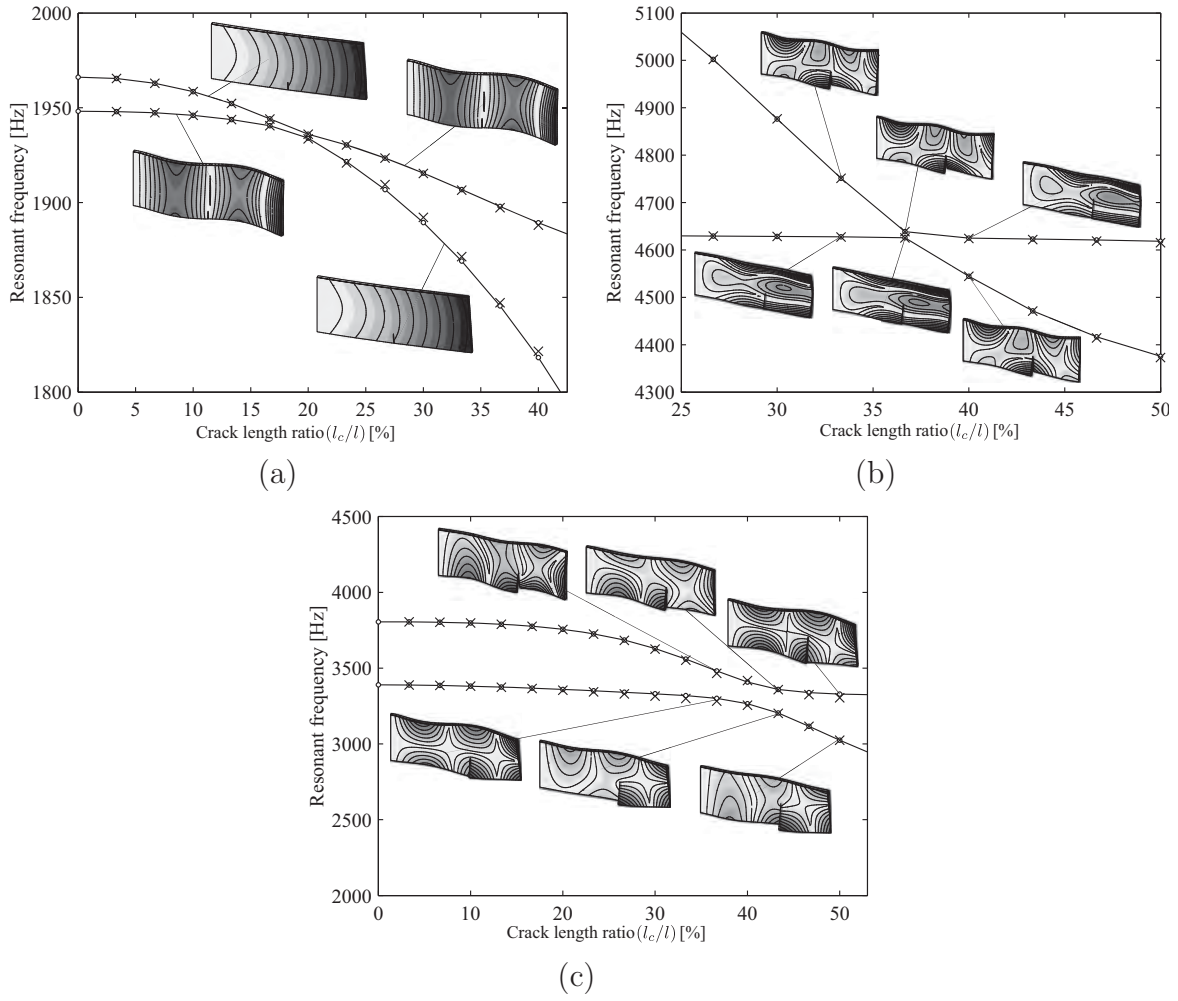 2000
1950
1900
1850
1800
Resonant frequency [Hz]
0 5 10 15 20 25 30 35 40
Crack length ratio(l_c/l) [%]
(a)
5100
5000
4900
4800
4700
4600
4500
4400
4300
Resonant frequency [Hz]
25 30 35 40 45 50
Crack length ratio(l_c/l) [%]
(b)
4500
4000
3500
3000
2500
2000
Resonant frequency [Hz]
0 10 20 30 40 50
Crack length ratio(l_c/l) [%]
(c)